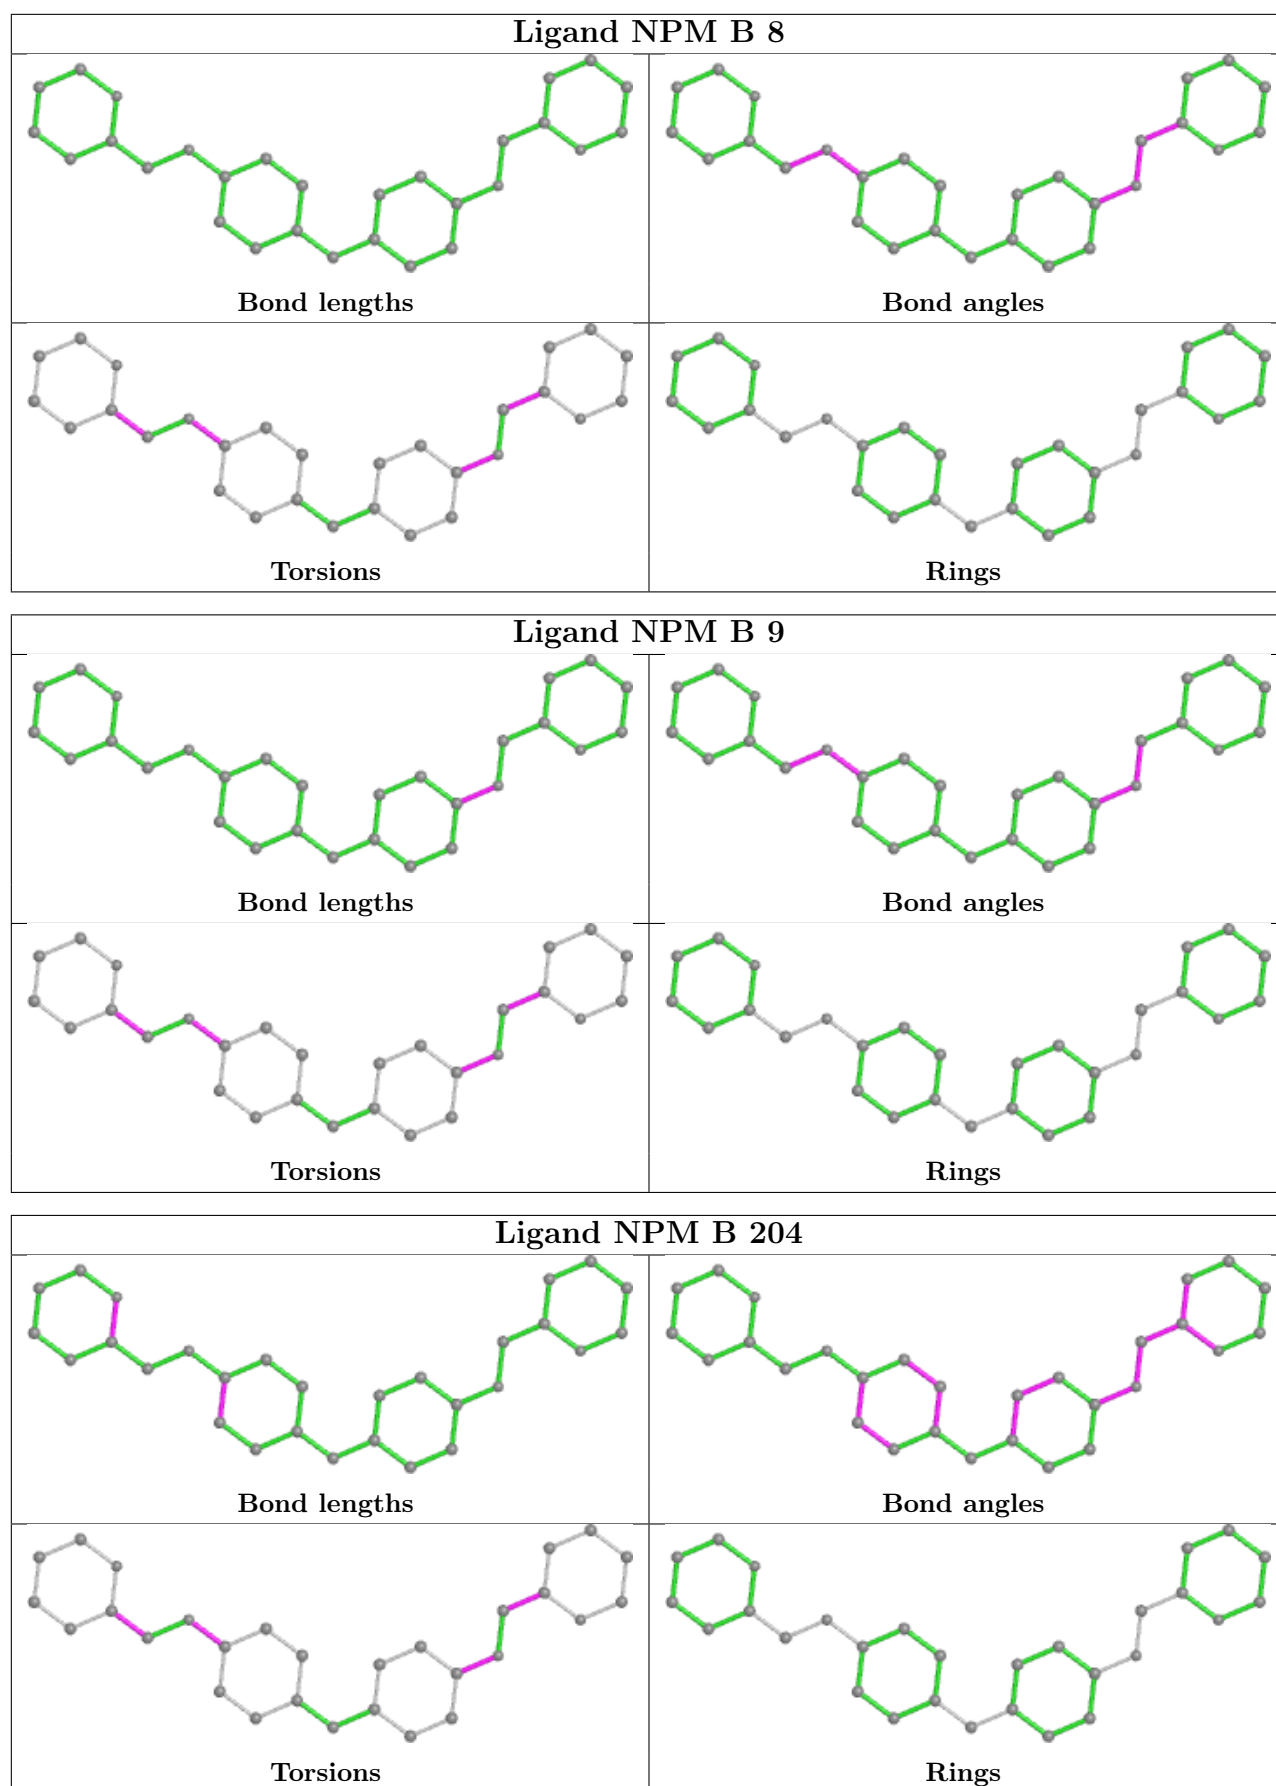 Ligand NPM B 8
Bond lengths
Bond angles
Torsions
Rings
Ligand NPM B 9
Bond lengths
Bond angles
Torsions
Rings
Ligand NPM B 204
Bond lengths
Bond angles
Torsions
Rings